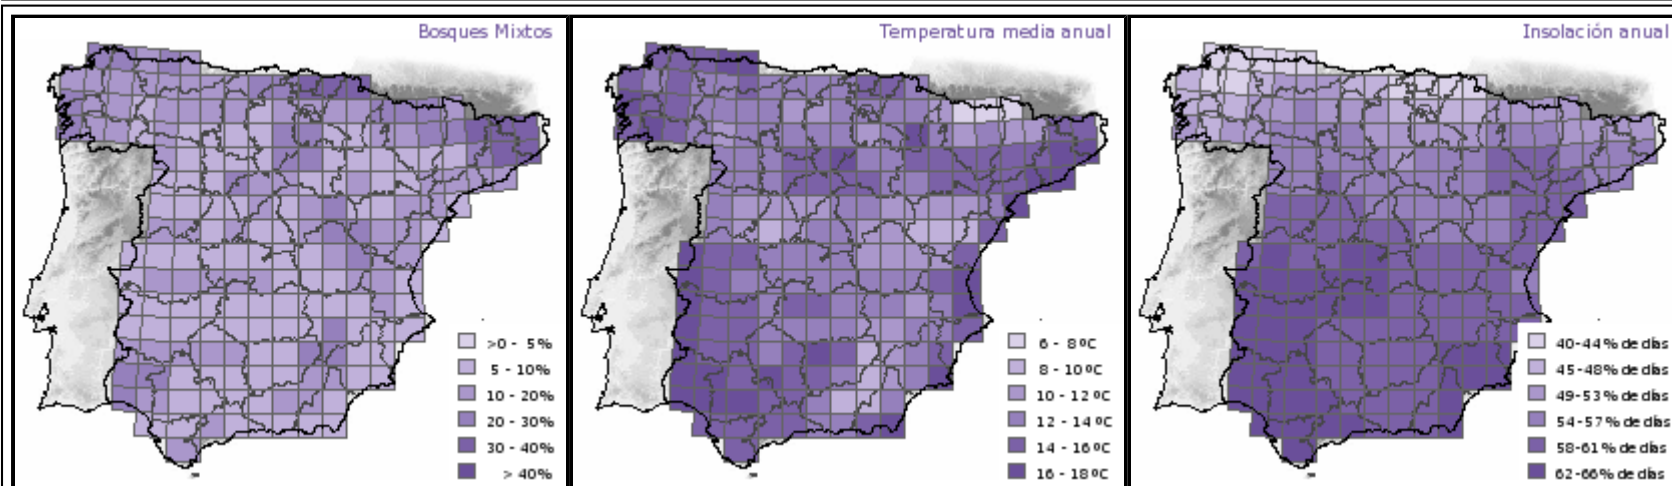 Bosques Mixtos
>0 - 5%
5 - 10%
10 - 20%
20 - 30%
30 - 40%
> 40%
Temperatura media anual
6 - 8ºC
8 - 10ºC
10 - 12ºC
12 - 14ºC
14 - 16ºC
16 - 18ºC
Insolación anual
40-44% de días
45-48% de días
49-53% de días
54-57% de días
58-61% de días
62-66% de días